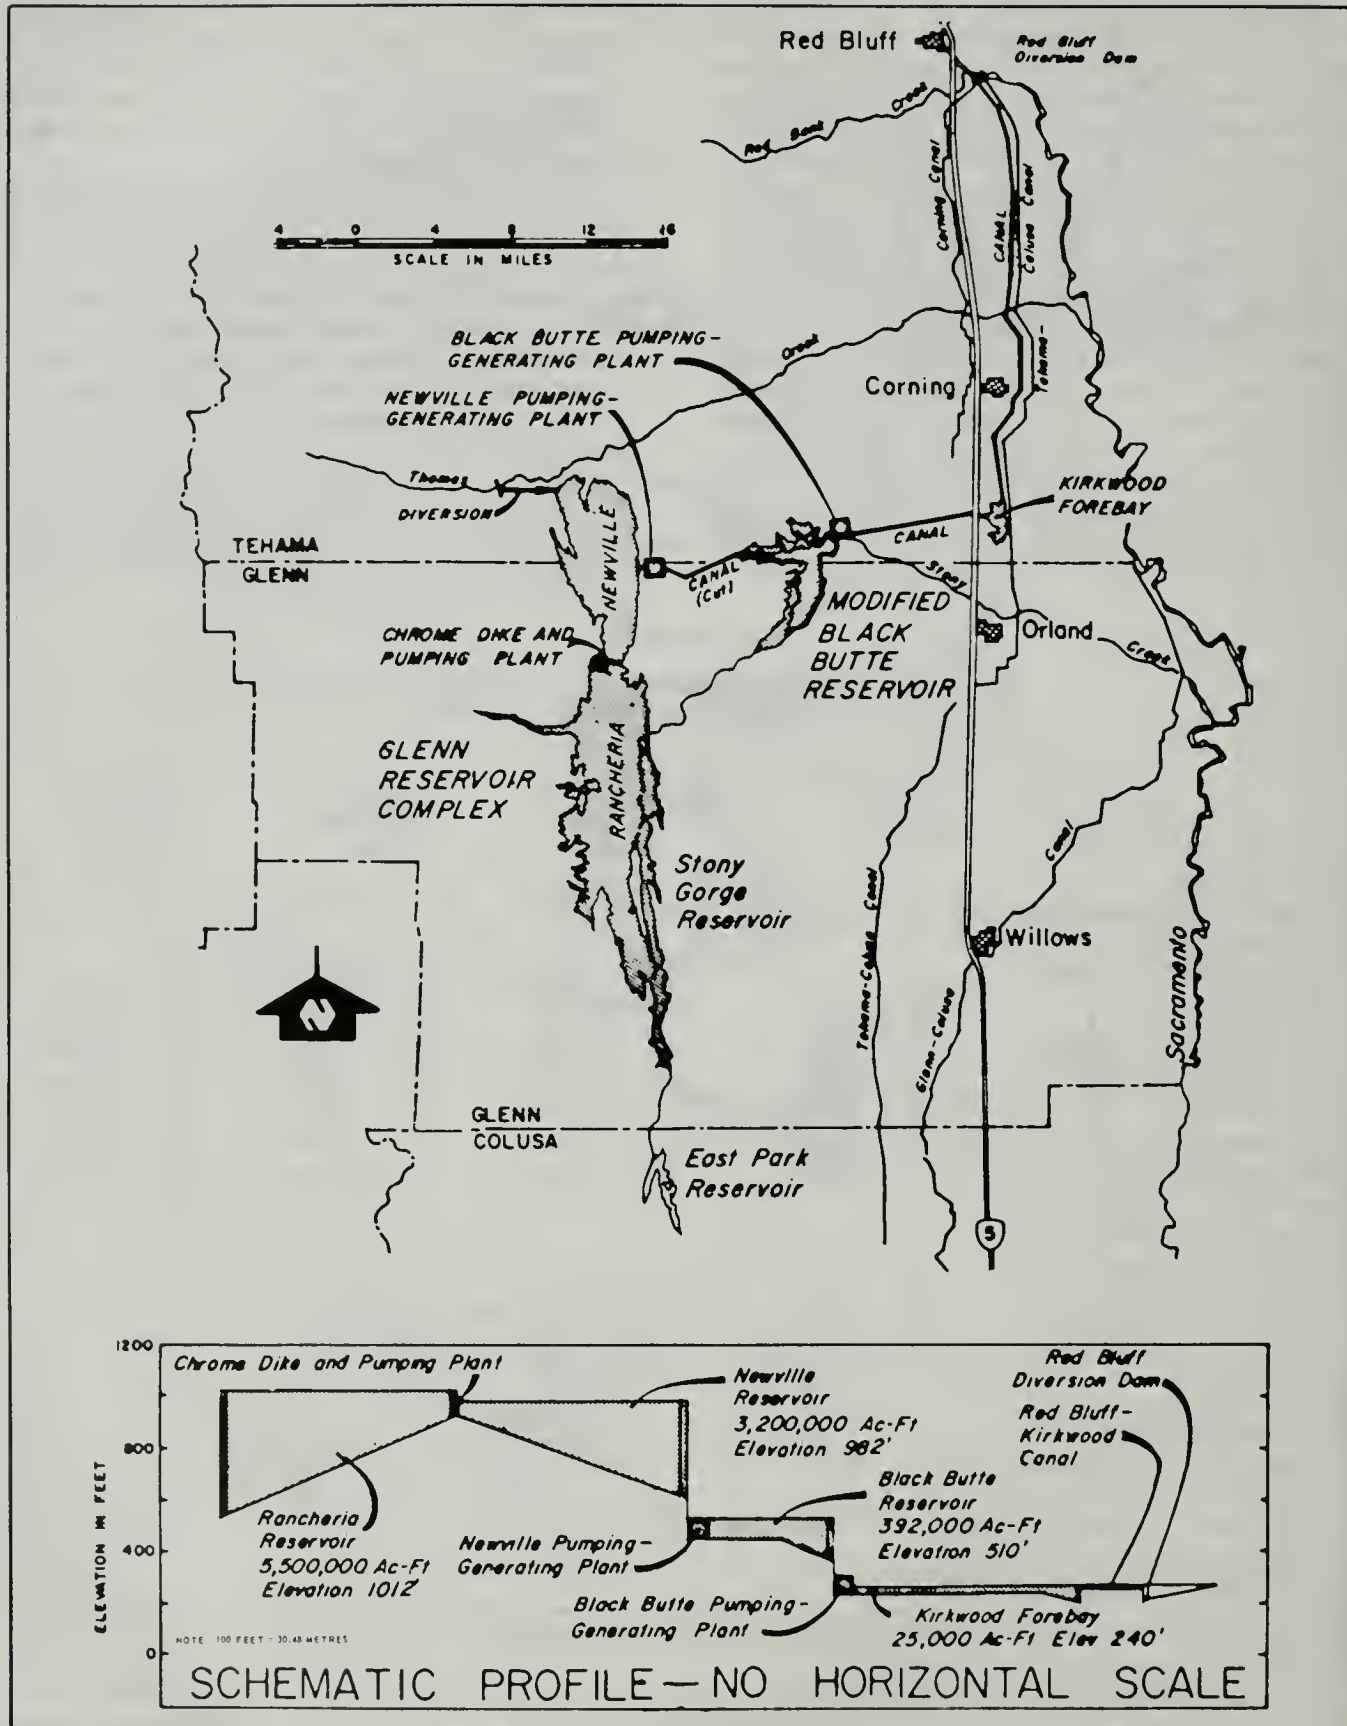 Red Bluff
Red Bluff
Diversion Dam
Red Bank
Creek
Corning Canal
CANAL
Colusa Canal
4 0 4 8 12 16
SCALE IN MILES
BLACK BUTTE PUMPING-
GENERATING PLANT
Creek
Tehama-
Corning
NEWVILLE PUMPING-
GENERATING PLANT
Thomes
DIVERSION
KIRKWOOD
FOREBAY
NEWVILLE
CANAL
TEHAMA
GLENN
CANAL
(Cut)
Stony
MODIFIED
BLACK
BUTTE
RESERVOIR
Orland
Creek
CHROME DIKE AND
PUMPING PLANT
GLENN
RESERVOIR
COMPLEX
RANCHERIA
Stony
Gorge
Reservoir
Canal
Tehama-Colusa Canal
Willows
Glenn-Colusa
Sacramento
N
GLENN
COLUSA
East Park
Reservoir
5
1200
800
400
0
ELEVATION IN FEET
Chrome Dike and Pumping Plant
Newville
Reservoir
3,200,000 Ac-Ft
Elevation 982'
Red Bluff
Diversion Dam
Red Bluff-
Kirkwood
Canal
Black Butte
Reservoir
392,000 Ac-Ft
Elevation 510'
Rancheria
Reservoir
5,500,000 Ac-Ft
Elevation 1012'
Newville Pumping-
Generating Plant
Black Butte Pumping-
Generating Plant
Kirkwood Forebay
25,000 Ac-Ft Elev 240'
NOTE 100 FEET = 30.48 METRES
SCHEMATIC PROFILE—NO HORIZONTAL SCALE